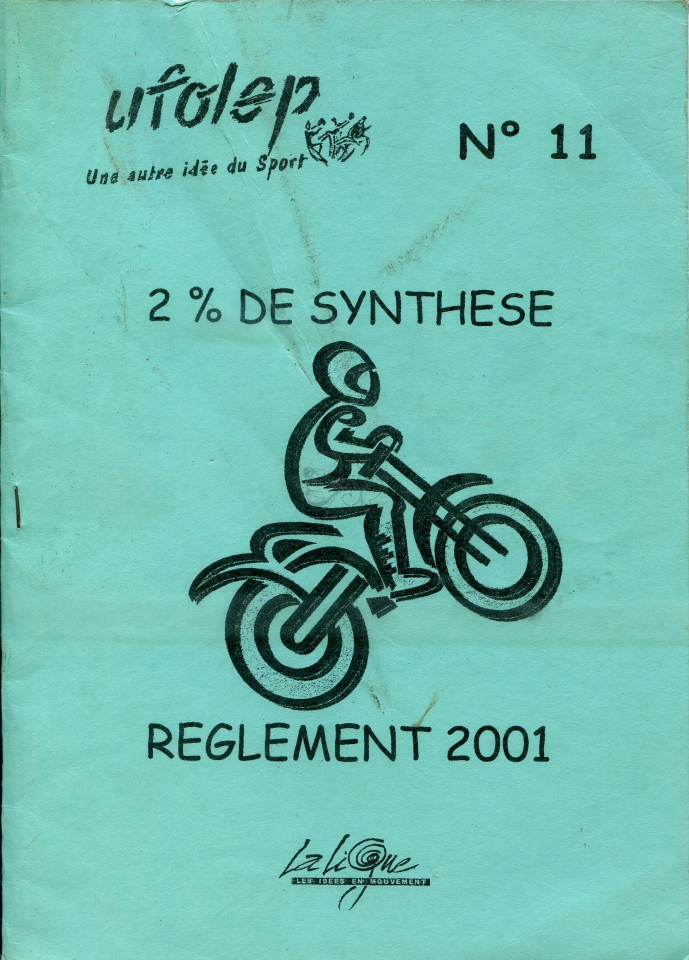 ufolep
Une autre idée du Sport
N° 11
2 % DE SYNTHESE
REGLEMENT 2001
La Ligue
LES IDEES EN MOUVEMENT